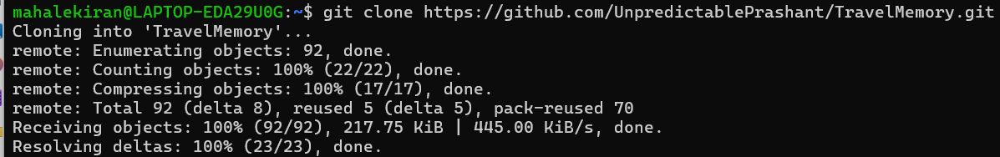 mahalekiran@LAPTOP-EDA29U0G:~$ git clone https://github.com/UnpredictablePrashant/TravelMemory.git
Cloning into 'TravelMemory'...
remote: Enumerating objects: 92, done.
remote: Counting objects: 100% (22/22), done.
remote: Compressing objects: 100% (17/17), done.
remote: Total 92 (delta 8), reused 5 (delta 5), pack-reused 70
Receiving objects: 100% (92/92), 217.75 KiB | 445.00 KiB/s, done.
Resolving deltas: 100% (23/23), done.